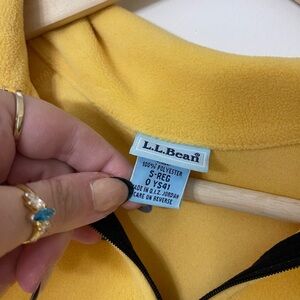 L.L.Bean®
100% POLYESTER
S-REG
0 YS41
MADE IN Q.I.Z. JORDAN
CARE ON REVERSE